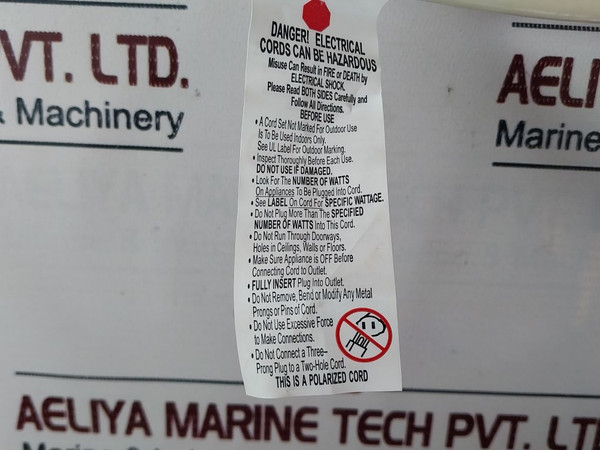 VT. LTD.
& Machinery
AELI
Marine
DANGER! ELECTRICAL
CORDS CAN BE HAZARDOUS
Misuse Can Result in FIRE or DEATH by
ELECTRICAL SHOCK.
Please Read BOTH SIDES Carefully and
Follow All Directions.
BEFORE USE
• A Cord Set Not Marked For Outdoor Use
Is To Be Used Indoors Only.
See UL Label For Outdoor Marking.
• Inspect Thoroughly Before Each Use.
DO NOT USE IF DAMAGED.
• Look For The NUMBER OF WATTS
On Appliances To Be Plugged Into Cord.
• See LABEL On Cord For SPECIFIC WATTAGE.
• Do Not Plug More Than The SPECIFIED
NUMBER OF WATTS Into This Cord.
• Do Not Run Through Doorways,
Holes in Ceilings, Walls or Floors.
• Make Sure Appliance is OFF Before
Connecting Cord to Outlet.
• FULLY INSERT Plug Into Outlet.
• Do Not Remove, Bend or Modify Any Metal
Prongs or Pins of Cord.
• Do Not Use Excessive Force
to Make Connections.
• Do Not Connect a Three–
Prong Plug to a Two-Hole Cord.
THIS IS A POLARIZED CORD
AELIYA MARINE TECH PVT. LT